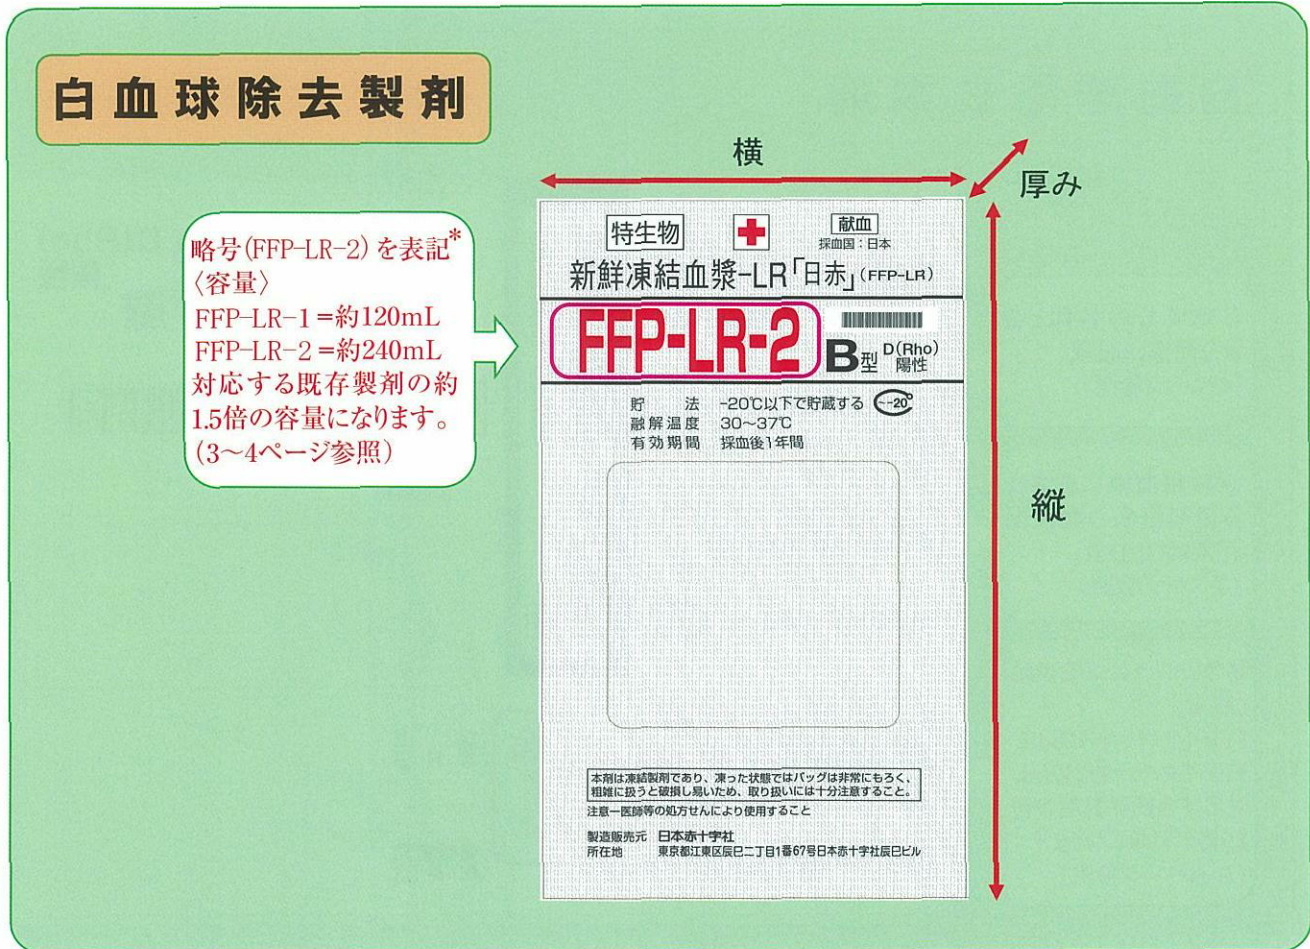 白血球除去製剤
横
厚み
略号(FFP-LR-2)を表記*
〈容量〉
FFP-LR-1=約120mL
FFP-LR-2=約240mL
対応する既存製剤の約
1.5倍の容量になります。
(3〜4ページ参照)
特生物
献血
採血国:日本
新鮮凍結血漿-LR「日赤」(FFP-LR)
FFP-LR-2
B型 D(Rho)
陽性
貯法 -20℃以下で貯蔵する ~-20°
融解温度 30〜37℃
有効期間 採血後1年間
縦
本剤は凍結製剤であり、凍った状態ではバッグは非常にもろく、
粗雑に扱うと破損し易いため、取り扱いには十分注意すること。
注意−医師等の処方せんにより使用すること
製造販売元 日本赤十字社
所在地 東京都江東区辰巳二丁目1番67号日本赤十字社辰巳ビル